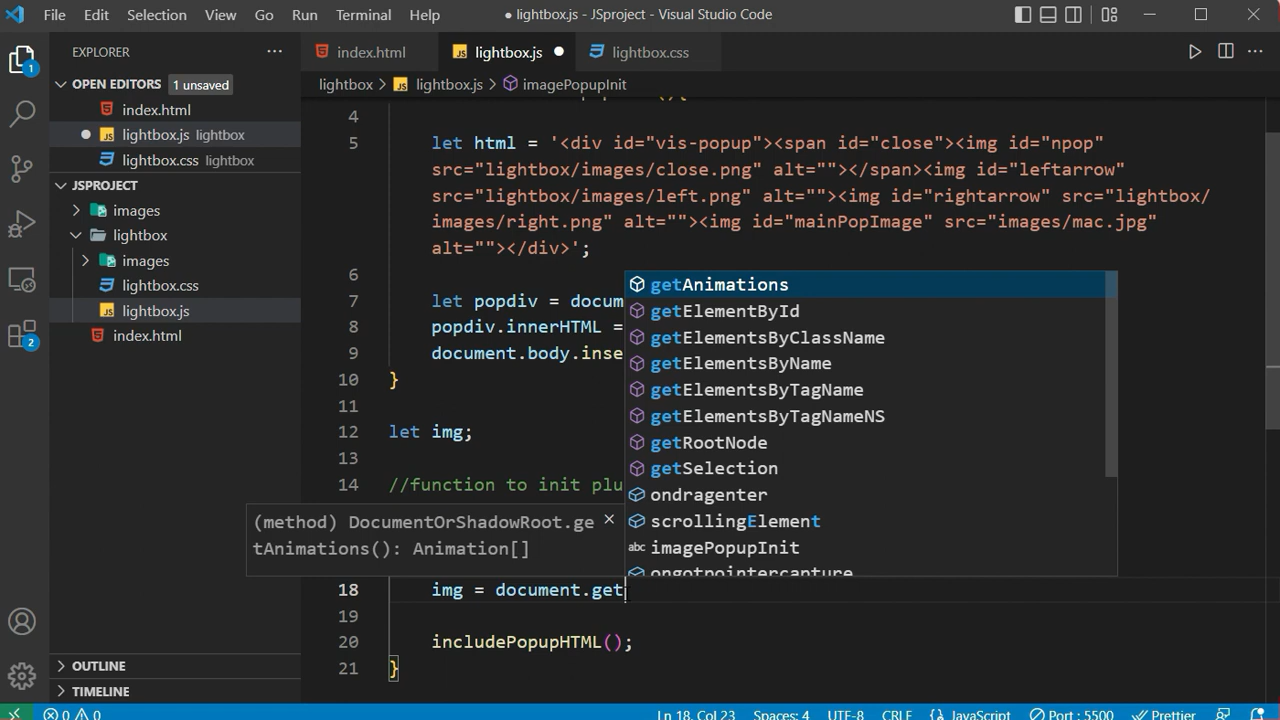 File Edit Selection View Go Run Terminal Help ● lightbox.js - JSproject - Visual Studio Code
EXPLORER ···
index.html lightbox.js ● lightbox.css
OPEN EDITORS 1 unsaved
lightbox > JS lightbox.js > imagePopupInit
index.html
● JS lightbox.js lightbox
lightbox.css lightbox
JSPROJECT
images
lightbox
images
lightbox.css
JS lightbox.js
index.html
OUTLINE
TIMELINE
1
2
4
5 let html = '<div id="vis-popup"><span id="close"><img id="npop"
src="lightbox/images/close.png" alt=""></span><img id="leftarrow"
src="lightbox/images/left.png" alt=""><img id="rightarrow" src="lightbox/
images/right.png" alt=""><img id="mainPopImage" src="images/mac.jpg"
alt=""></div>';
6
7 let popdiv = docum
8 popdiv.innerHTML =
9 document.body.inse
10 }
11
12 let img;
13
14 //function to init plu
18 img = document.get
19
20 includePopupHTML();
21 }
getAnimations
getElementById
getElementsByClassName
getElementsByName
getElementsByTagName
getElementsByTagNameNS
getRootNode
getSelection
ondragenter
scrollingElement
abc imagePopupInit
ongotpointercapture
(method) DocumentOrShadowRoot.ge
tAnimations(): Animation[]
0 0 Ln 18, Col 23 Spaces: 4 UTF-8 CRLF {} JavaScript Port : 5500 Prettier